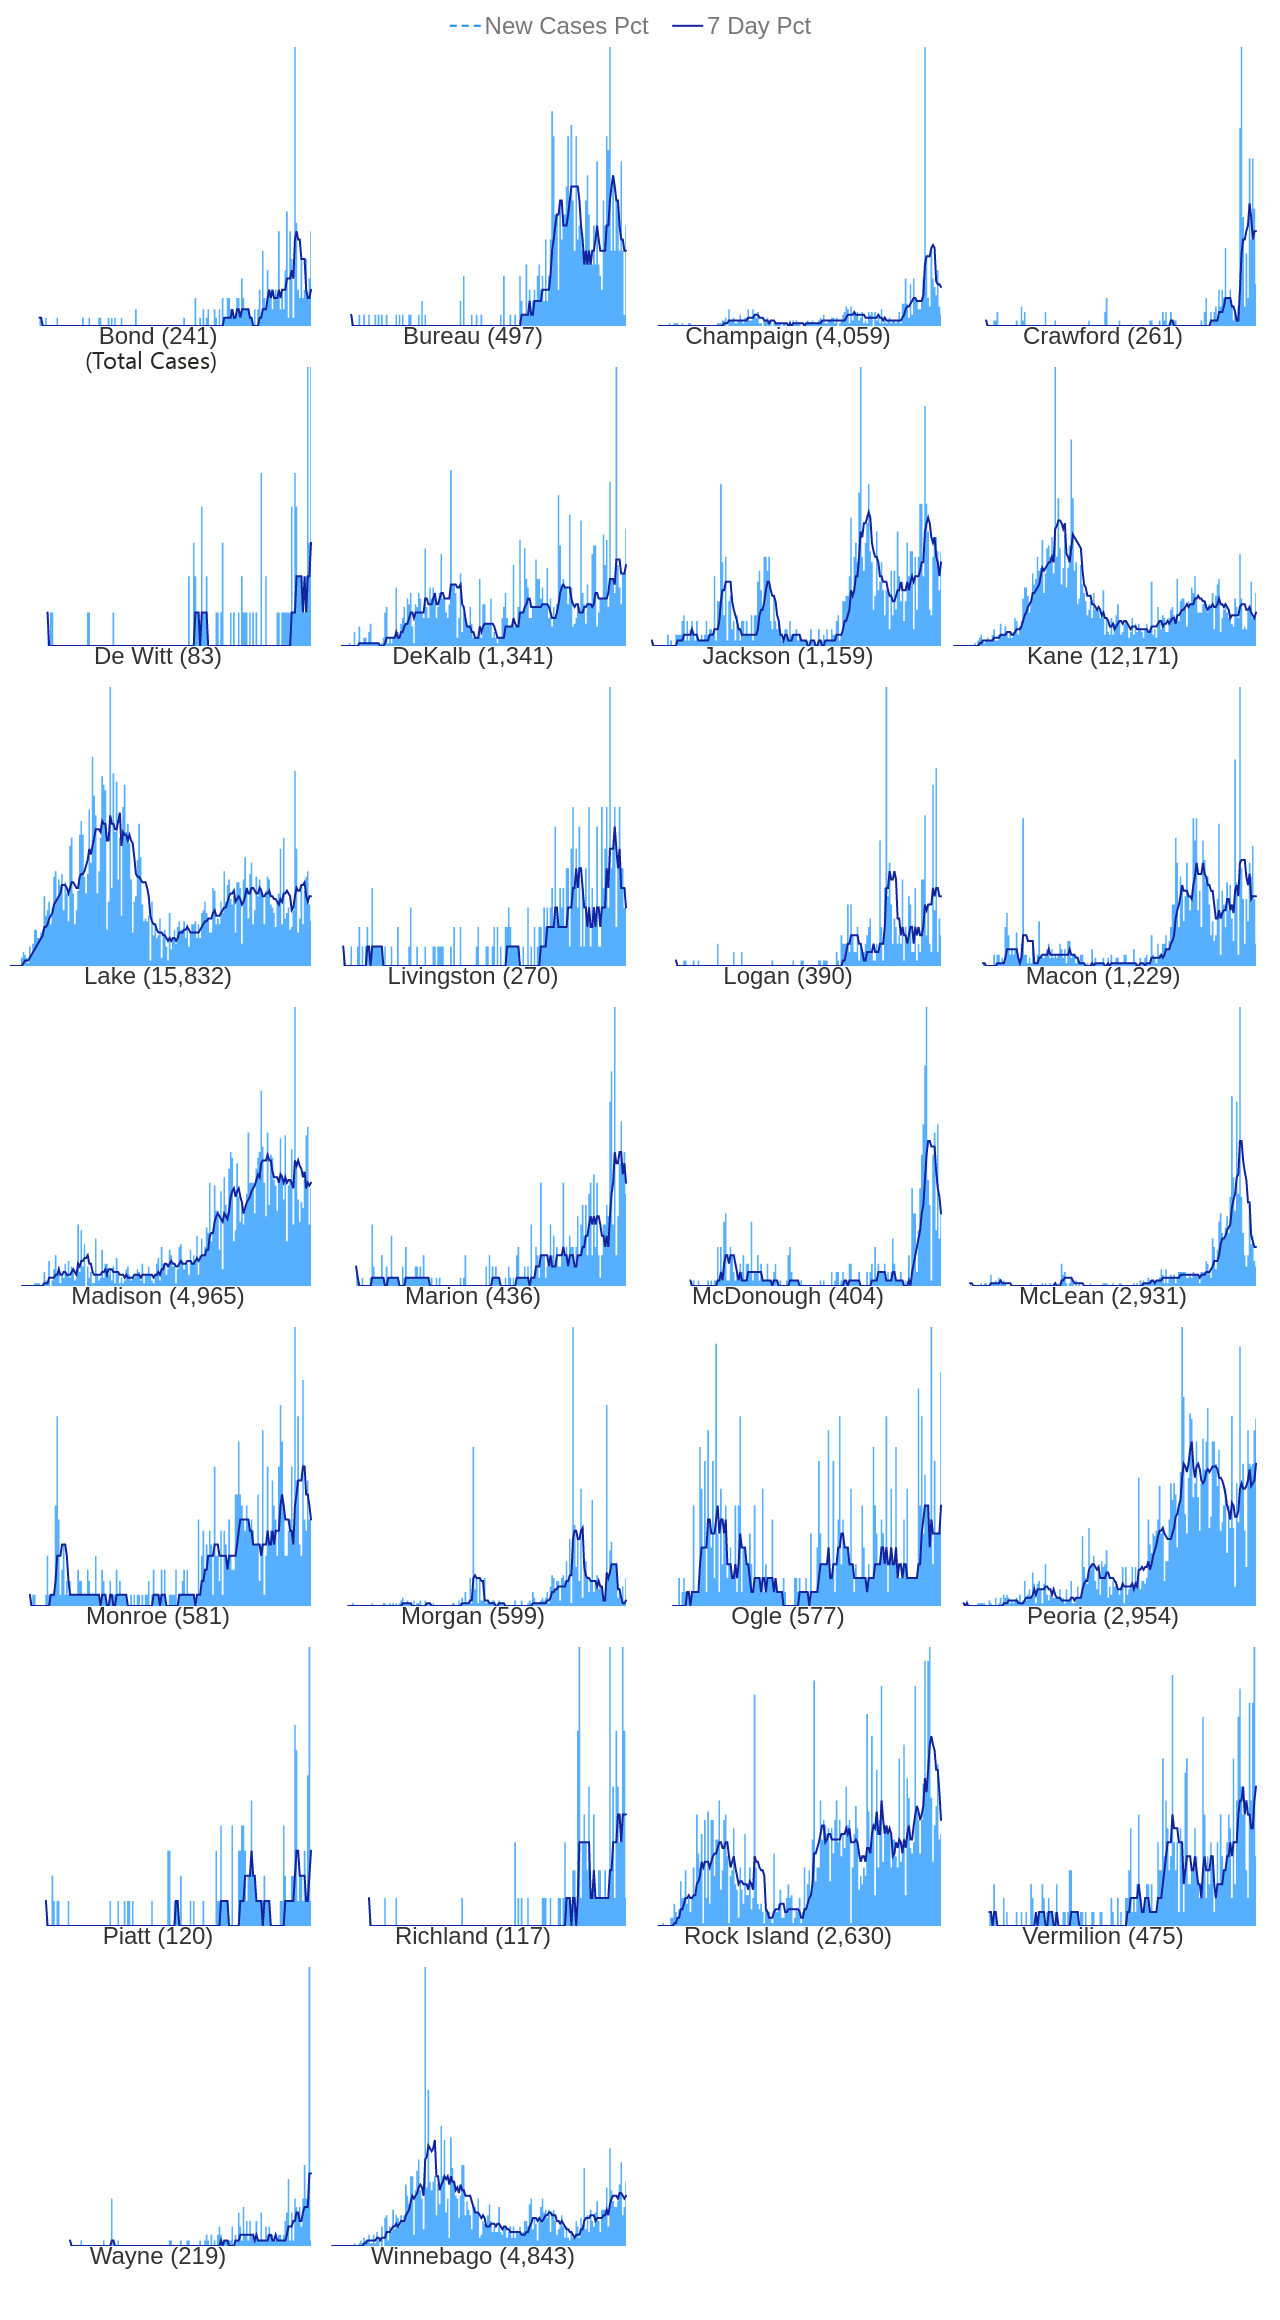 New Cases Pct 7 Day Pct
Bond (241) Bureau (497) Champaign (4,059) Crawford (261)
(Total Cases)
De Witt (83) DeKalb (1,341) Jackson (1,159) Kane (12,171)
Lake (15,832) Livingston (270) Logan (390) Macon (1,229)
Madison (4,965) Marion (436) McDonough (404) McLean (2,931)
Monroe (581) Morgan (599) Ogle (577) Peoria (2,954)
Piatt (120) Richland (117) Rock Island (2,630) Vermilion (475)
Wayne (219) Winnebago (4,843)